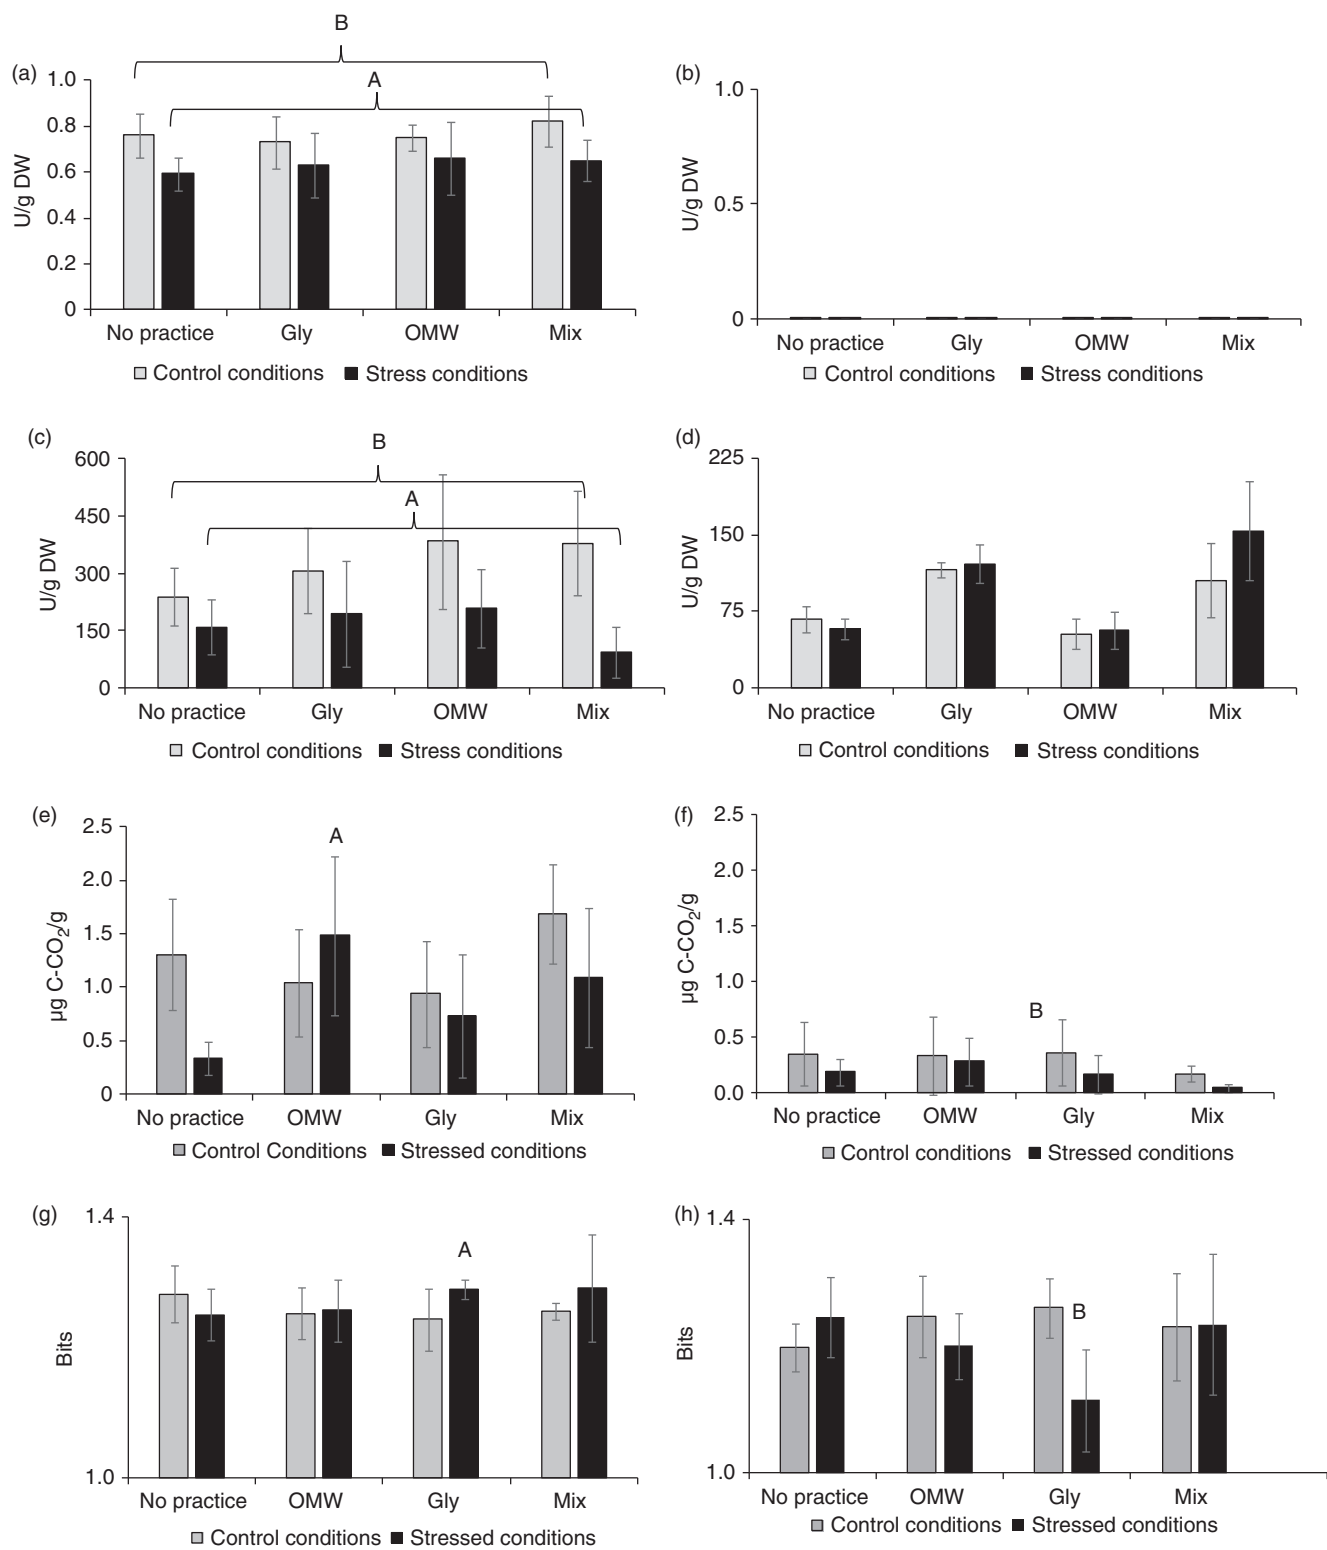 (a)
B
A
U/g DW
1.0
0.8
0.6
0.4
0.2
0
No practice Gly OMW Mix
Control conditions Stress conditions
(b)
U/g DW
1.0
0.5
0
No practice Gly OMW Mix
Control conditions Stress conditions
(c)
B
A
U/g DW
600
450
300
150
0
No practice Gly OMW Mix
Control conditions Stress conditions
(d)
U/g DW
225
150
75
0
No practice Gly OMW Mix
Control conditions Stress conditions
(e)
A
µg C-CO₂/g
2.5
2.0
1.5
1.0
0.5
0
No practice OMW Gly Mix
Control Conditions Stressed conditions
(f)
B
µg C-CO₂/g
2.5
2.0
1.5
1.0
0.5
0.0
No practice OMW Gly Mix
Control conditions Stressed conditions
(g)
A
Bits
1.4
1.0
No practice OMW Gly Mix
Control conditions Stressed conditions
(h)
B
Bits
1.4
1.0
No practice OMW Gly Mix
Control conditions Stressed conditions